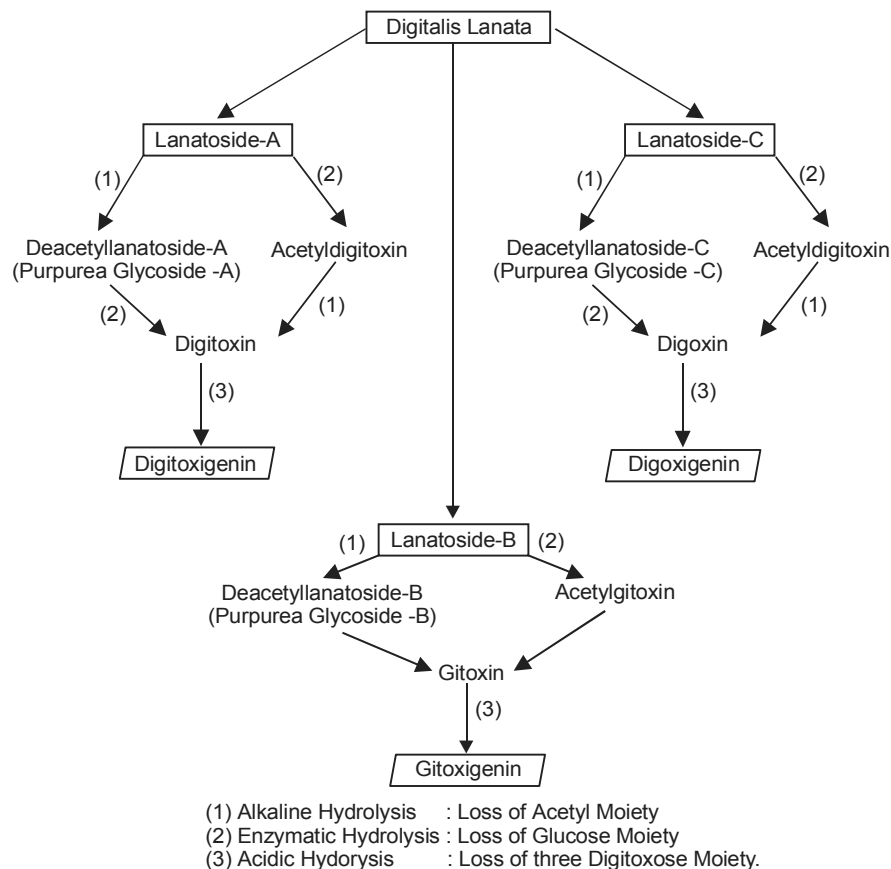 Digitalis Lanata
Lanatoside-A
Lanatoside-C
(1)
(2)
(1)
(2)
Deacetyllanatoside-A
(Purpurea Glycoside -A)
Acetyldigitoxin
Deacetyllanatoside-C
(Purpurea Glycoside -C)
Acetyldigitoxin
(2)
(1)
(2)
(1)
Digitoxin
Digoxin
(3)
(3)
Digitoxigenin
Digoxigenin
(1)
Lanatoside-B
(2)
Deacetyllanatoside-B
(Purpurea Glycoside -B)
Acetylgitoxin
Gitoxin
(3)
Gitoxigenin
(1) Alkaline Hydrolysis : Loss of Acetyl Moiety
(2) Enzymatic Hydrolysis : Loss of Glucose Moiety
(3) Acidic Hydorysis : Loss of three Digitoxose Moiety.